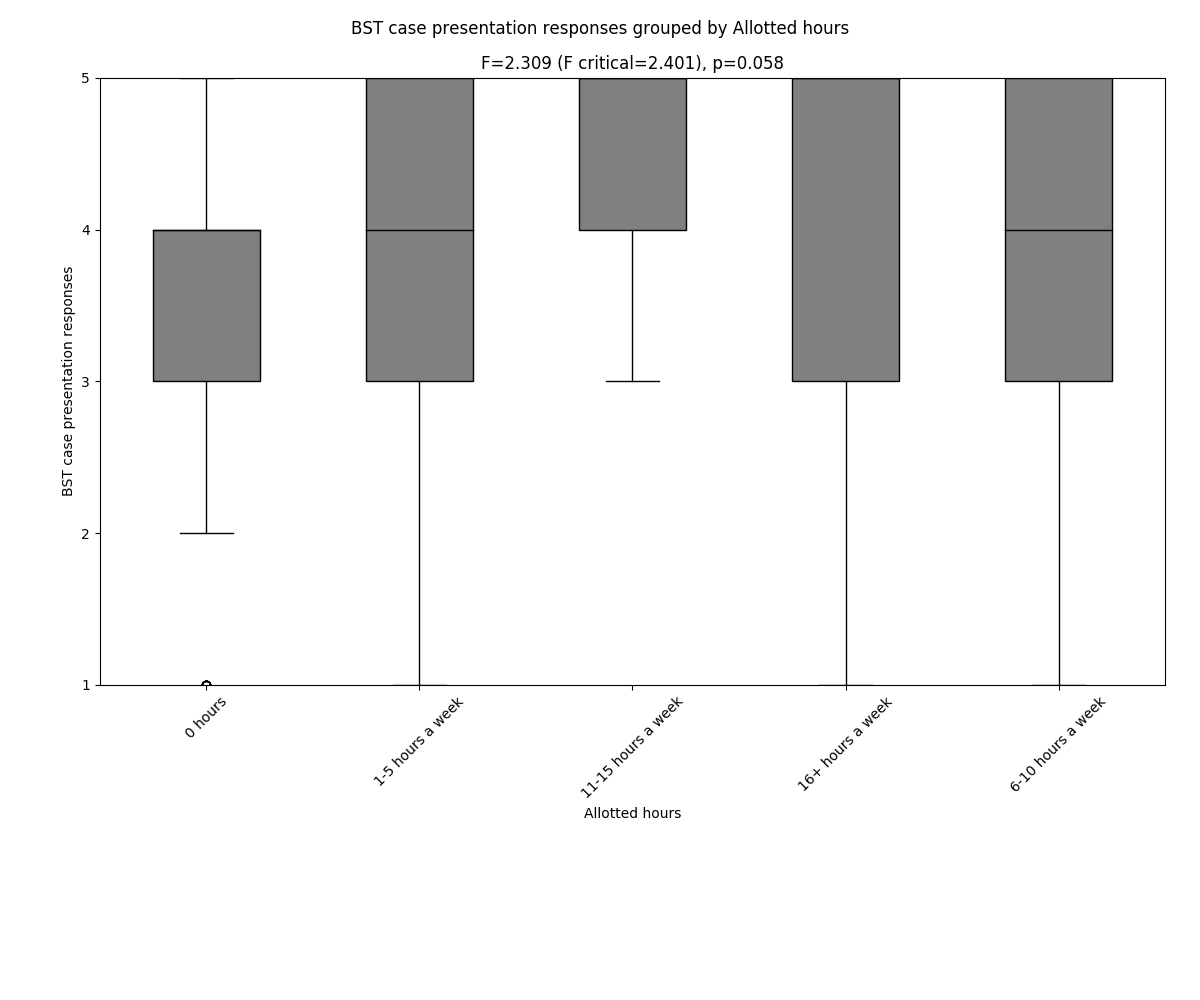 BST case presentation responses grouped by Allotted hours
F=2.309 (F critical=2.401), p=0.058
BST case presentation responses
5
4
3
2
1
0 hours
1-5 hours a week
11-15 hours a week
16+ hours a week
6-10 hours a week
Allotted hours